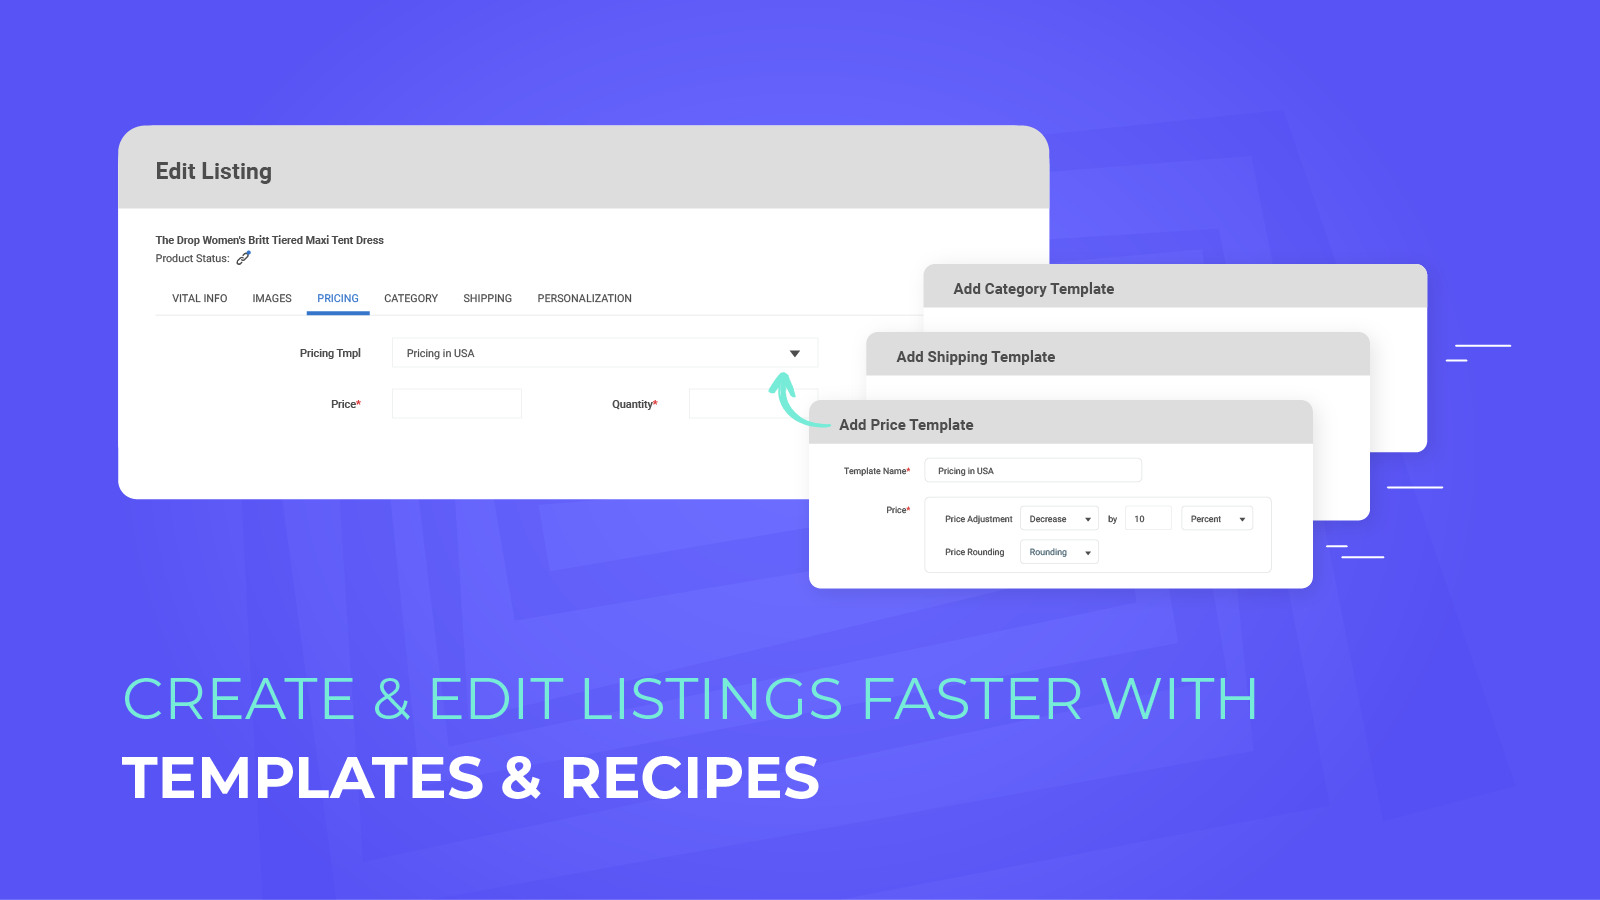 Edit Listing
The Drop Women's Britt Tiered Maxi Tent Dress
Product Status:
VITAL INFO IMAGES PRICING CATEGORY SHIPPING PERSONALIZATION
Pricing Tmpl Pricing in USA
Price* Quantity*
Add Category Template
Add Shipping Template
Add Price Template
Template Name* Pricing in USA
Price*
Price Adjustment Decrease by 10 Percent
Price Rounding Rounding
CREATE & EDIT LISTINGS FASTER WITH
TEMPLATES & RECIPES